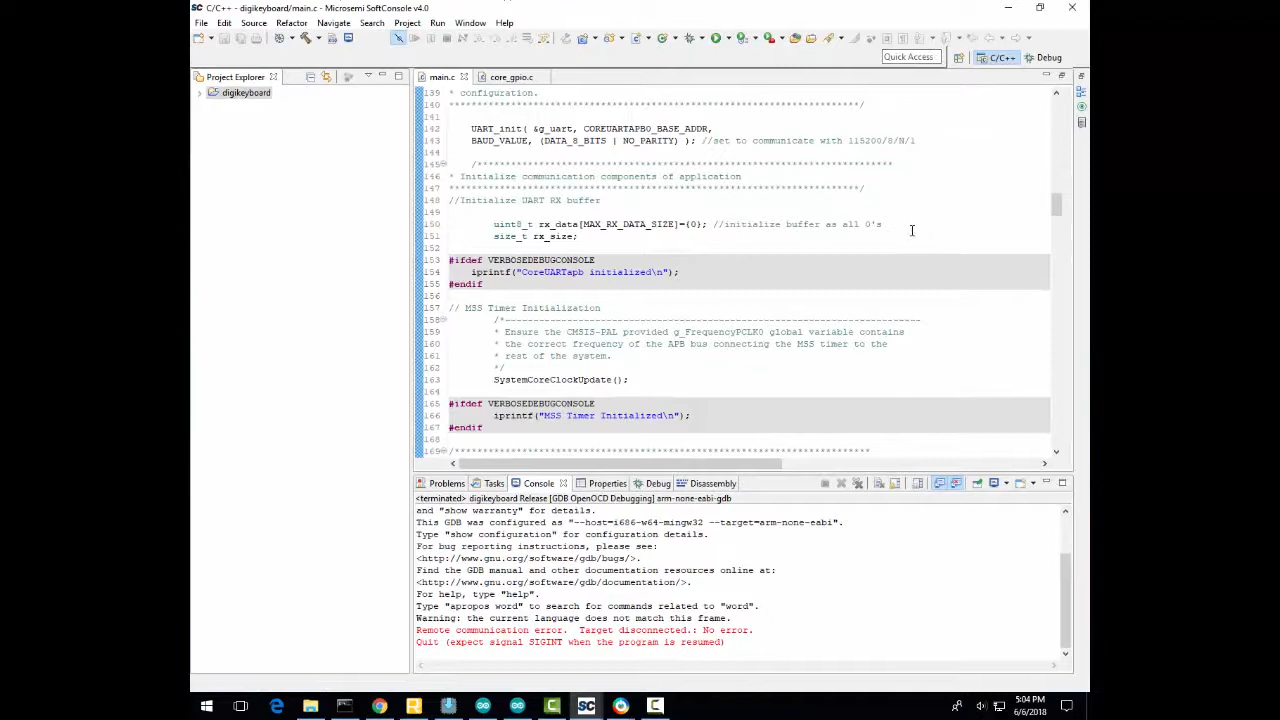 SC C/C++ - digikeyboard/main.c - Microsemi SoftConsole v4.0
File Edit Source Refactor Navigate Search Project Run Window Help
Quick Access C/C++ Debug
Project Explorer
digikeyboard
main.c core_gpio.c
139 * configuration.
140 ***************************************************************************/
141
142 UART_init( &g_uart, COREUARTAPB0_BASE_ADDR,
143 BAUD_VALUE, (DATA_8_BITS | NO_PARITY) ); //set to communicate with 115200/8/N/1
144
145 /***************************************************************************
146 * Initialize communication components of application
147 ***************************************************************************/
148 //Initialize UART RX buffer
149
150 uint8_t rx_data[MAX_RX_DATA_SIZE]={0}; //initialize buffer as all 0's
151 size_t rx_size;
152
153 #ifdef VERBOSEDEBUGCONSOLE
154 iprintf("CoreUARTapb initialized\n");
155 #endif
156
157 // MSS Timer Initialization
158 /*--------------------------------------------------------------------------
159 * Ensure the CMSIS-PAL provided g_FrequencyPCLK0 global variable contains
160 * the correct frequency of the APB bus connecting the MSS timer to the
161 * rest of the system.
162 */
163 SystemCoreClockUpdate();
164
165 #ifdef VERBOSEDEBUGCONSOLE
166 iprintf("MSS Timer Initialized\n");
167 #endif
168
169 /***************************************************************************
Problems Tasks Console Properties Debug Disassembly
<terminated> digikeyboard Release [GDB OpenOCD Debugging] arm-none-eabi-gdb
and "show warranty" for details.
This GDB was configured as "--host=i686-w64-mingw32 --target=arm-none-eabi".
Type "show configuration" for configuration details.
For bug reporting instructions, please see:
<http://www.gnu.org/software/gdb/bugs/>.
Find the GDB manual and other documentation resources online at:
<http://www.gnu.org/software/gdb/documentation/>.
For help, type "help".
Type "apropos word" to search for commands related to "word".
Warning: the current language does not match this frame.
Remote communication error.  Target disconnected.: No error.
Quit (expect signal SIGINT when the program is resumed)
SC
5:04 PM
6/6/2018